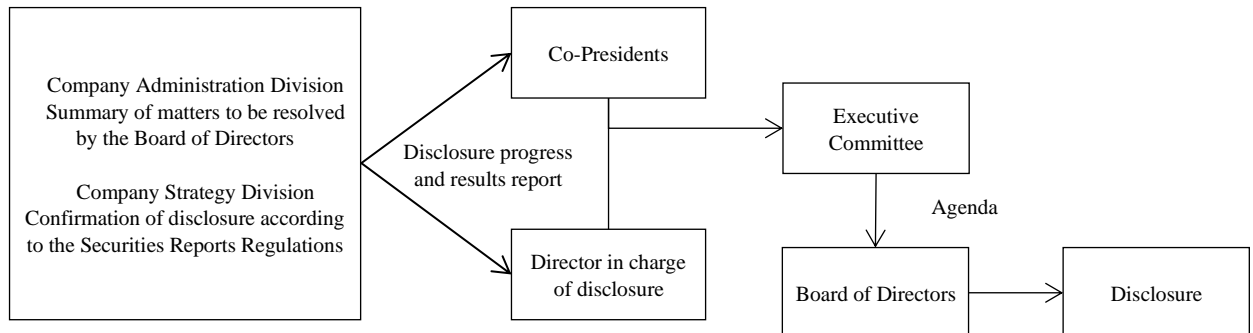 Company Administration Division
Summary of matters to be resolved
by the Board of Directors
Company Strategy Division
Confirmation of disclosure according
to the Securities Reports Regulations
Disclosure progress
and results report
Co-Presidents
Director in charge
of disclosure
Executive
Committee
Agenda
Board of Directors
Disclosure